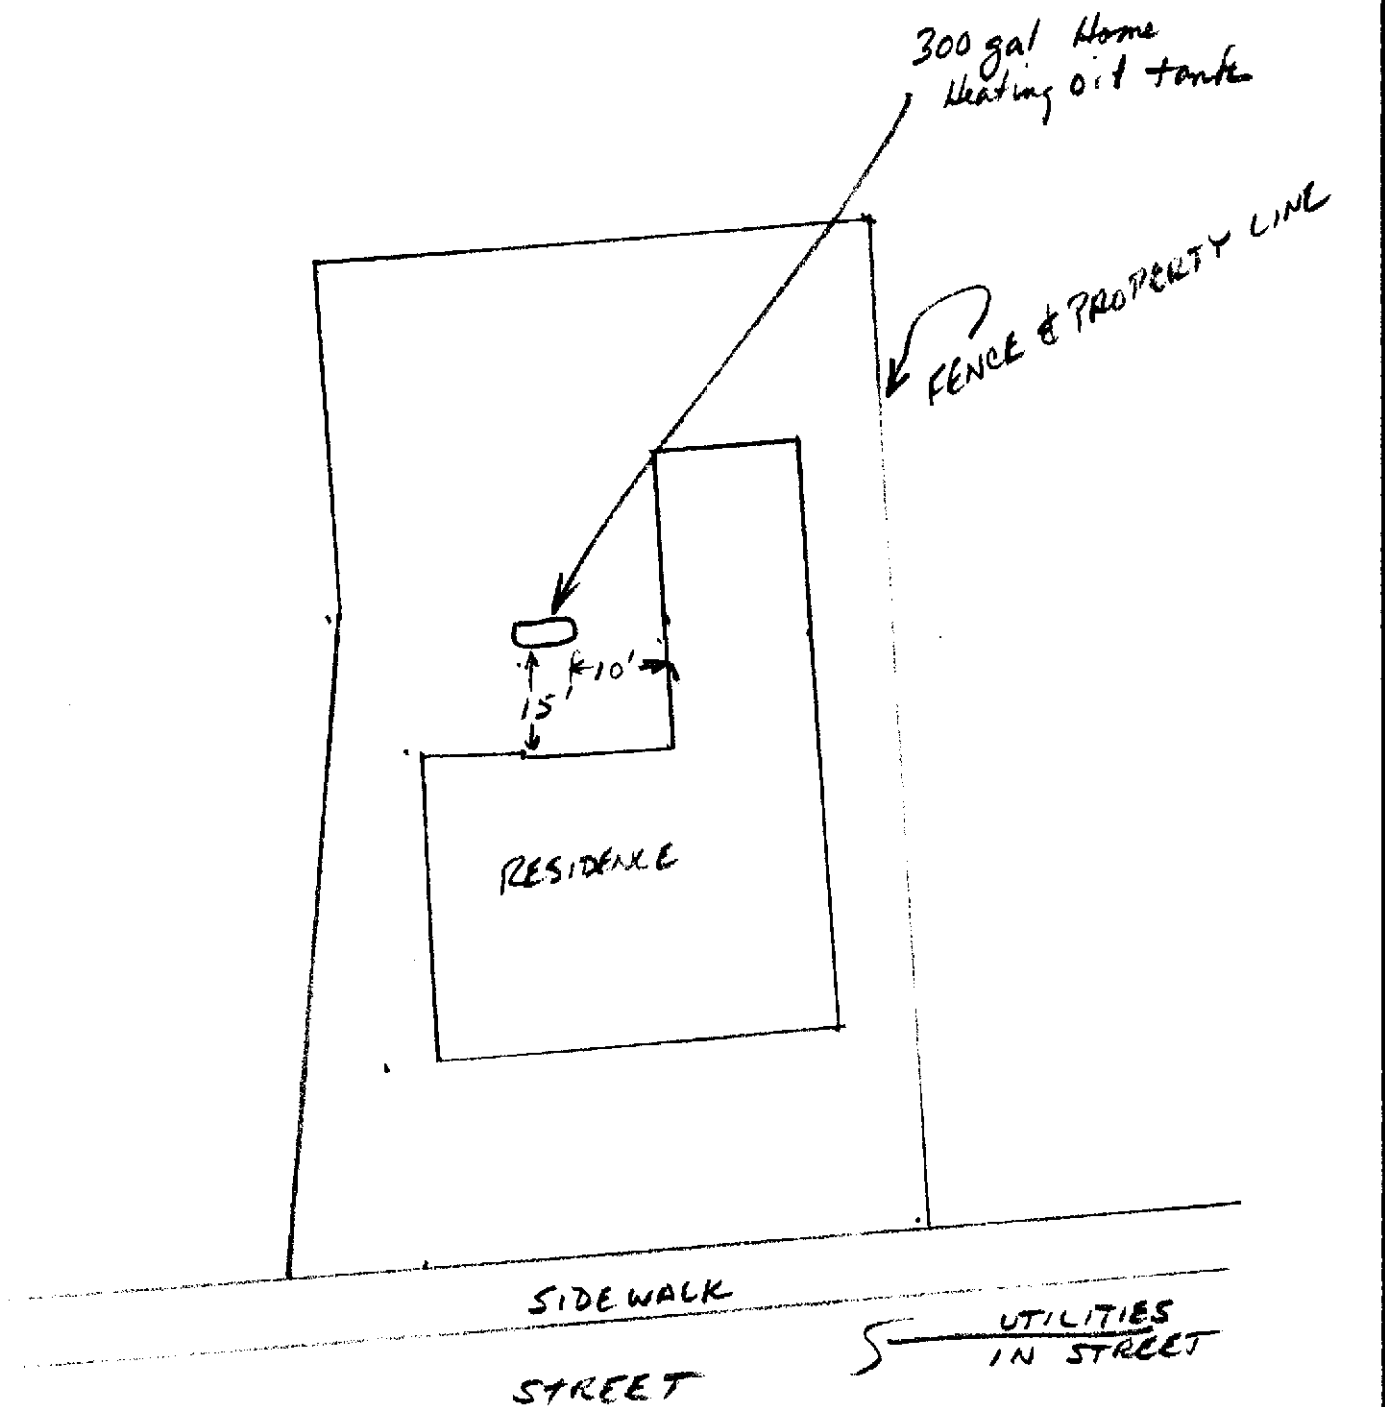 300 gal Home
Heating oil tank
FENCE & PROPERTY LINE
10'
15'
RESIDENCE
SIDEWALK
UTILITIES
IN STREET
STREET